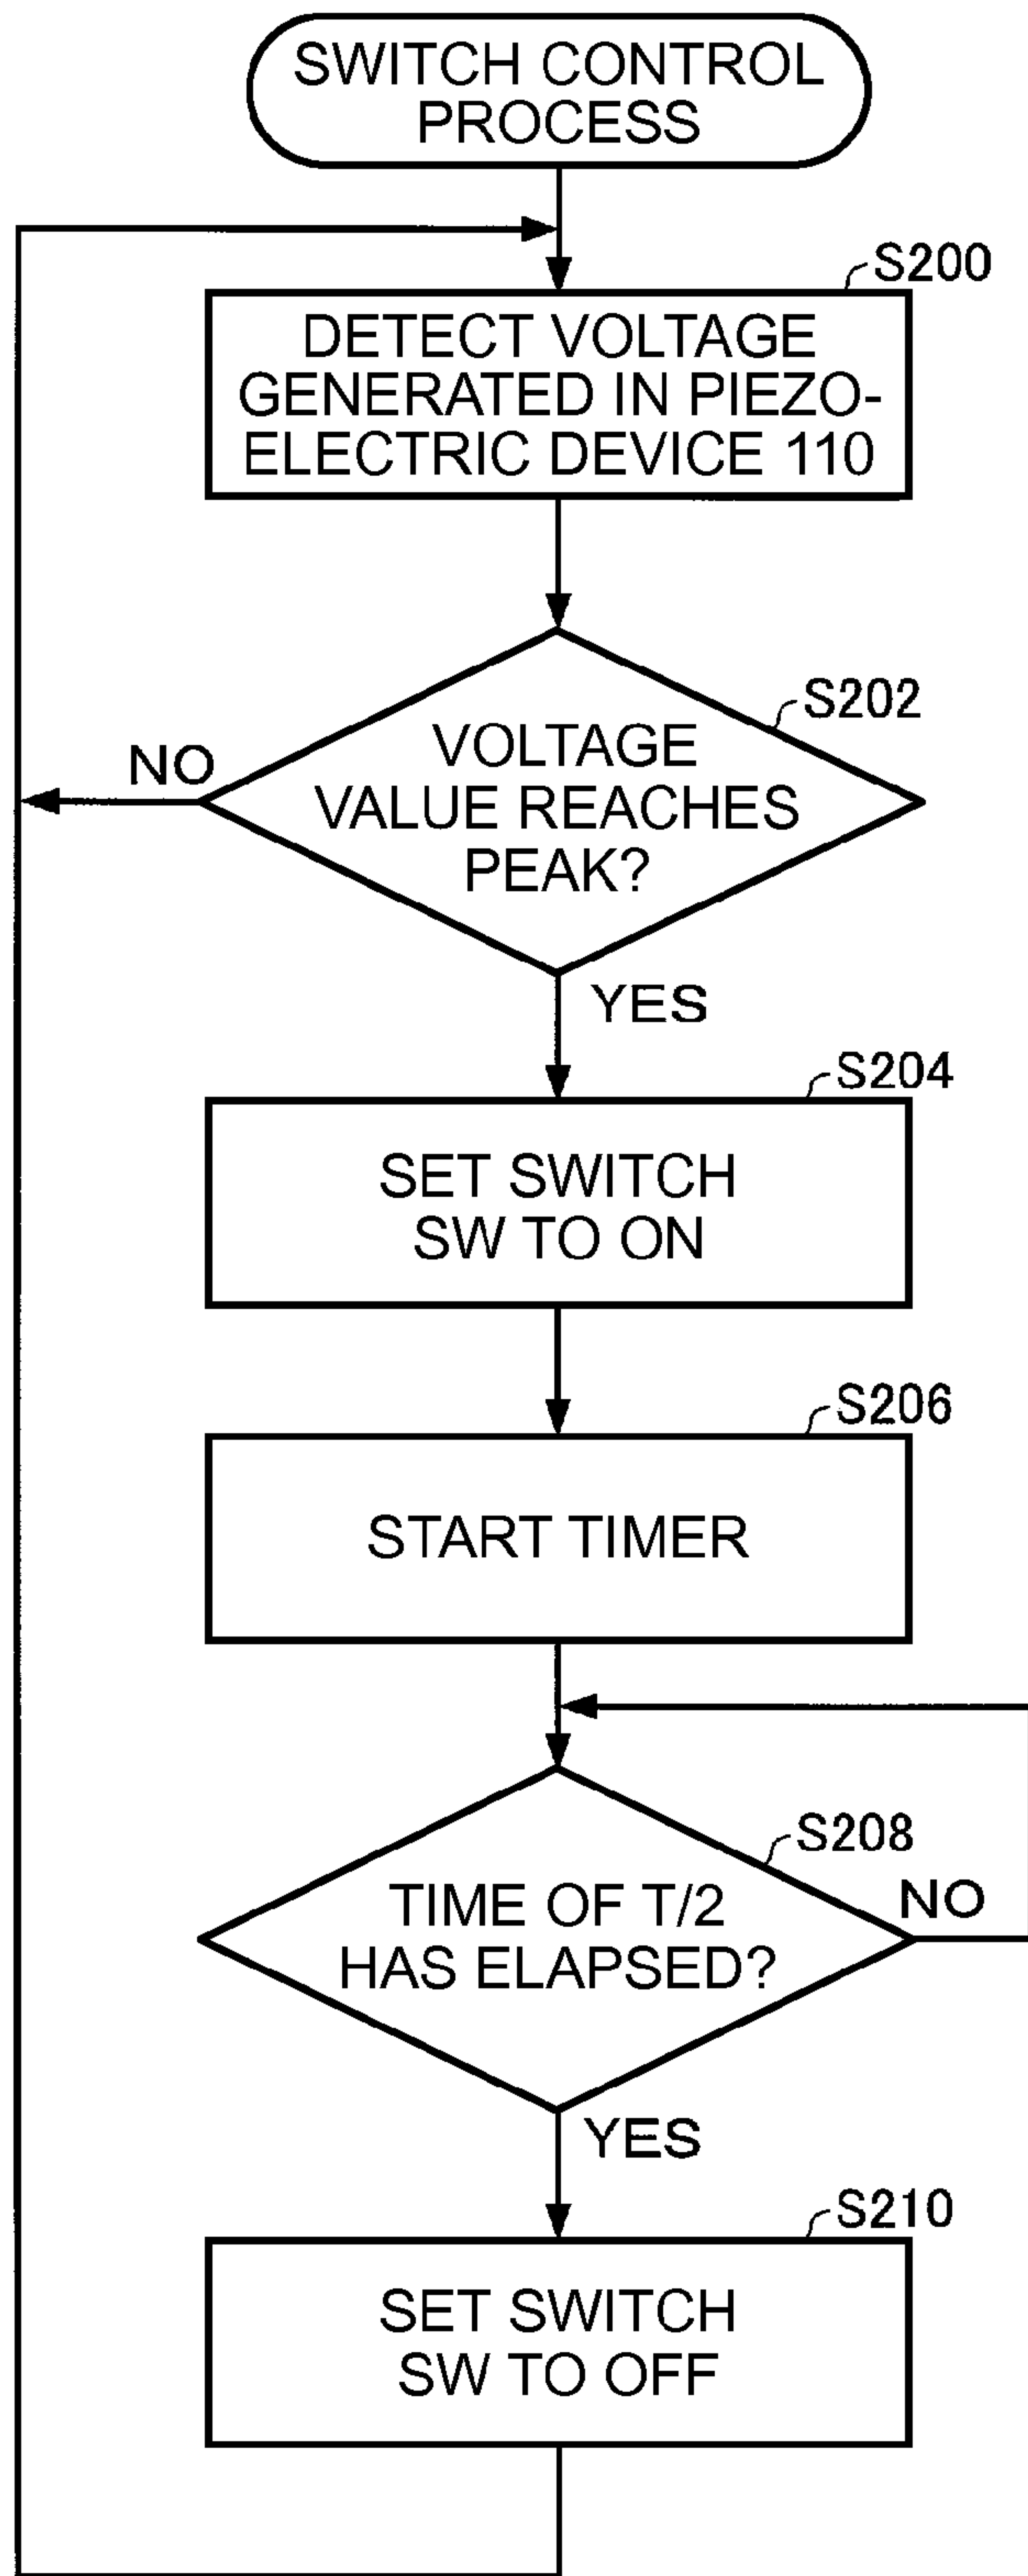 SWITCH CONTROL
PROCESS
S200
DETECT VOLTAGE
GENERATED IN PIEZO-
ELECTRIC DEVICE 110
S202
VOLTAGE
VALUE REACHES
PEAK?
NO
YES
S204
SET SWITCH
SW TO ON
S206
START TIMER
S208
TIME OF T/2
HAS ELAPSED?
NO
YES
S210
SET SWITCH
SW TO OFF